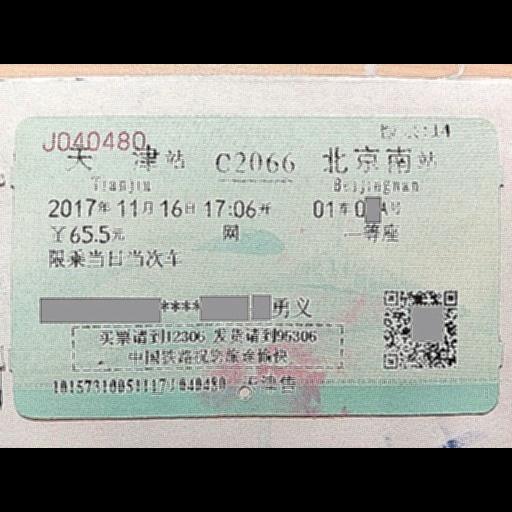 J040480 检票:14
天津站 C2066 北京南站
Tianjin Beijingnan
2017年11月16日17:06开 01车0 A号
￥65.5元 网 等座
限乘当日当次车
**** 勇义
买票请到12306 发货请到95306
中国铁路祝您旅途愉快
10157310051117J040480 天津售